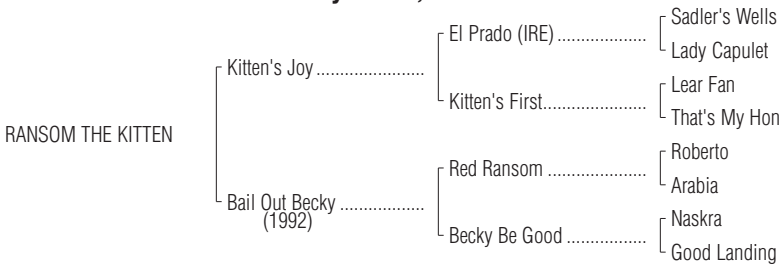 El Prado (IRE)
Sadler's Wells
Lady Capulet
Kitten's Joy
Kitten's First
Lear Fan
That's My Hon
RANSOM THE KITTEN
Red Ransom
Roberto
Arabia
Bail Out Becky
(1992)
Becky Be Good
Naskra
Good Landing